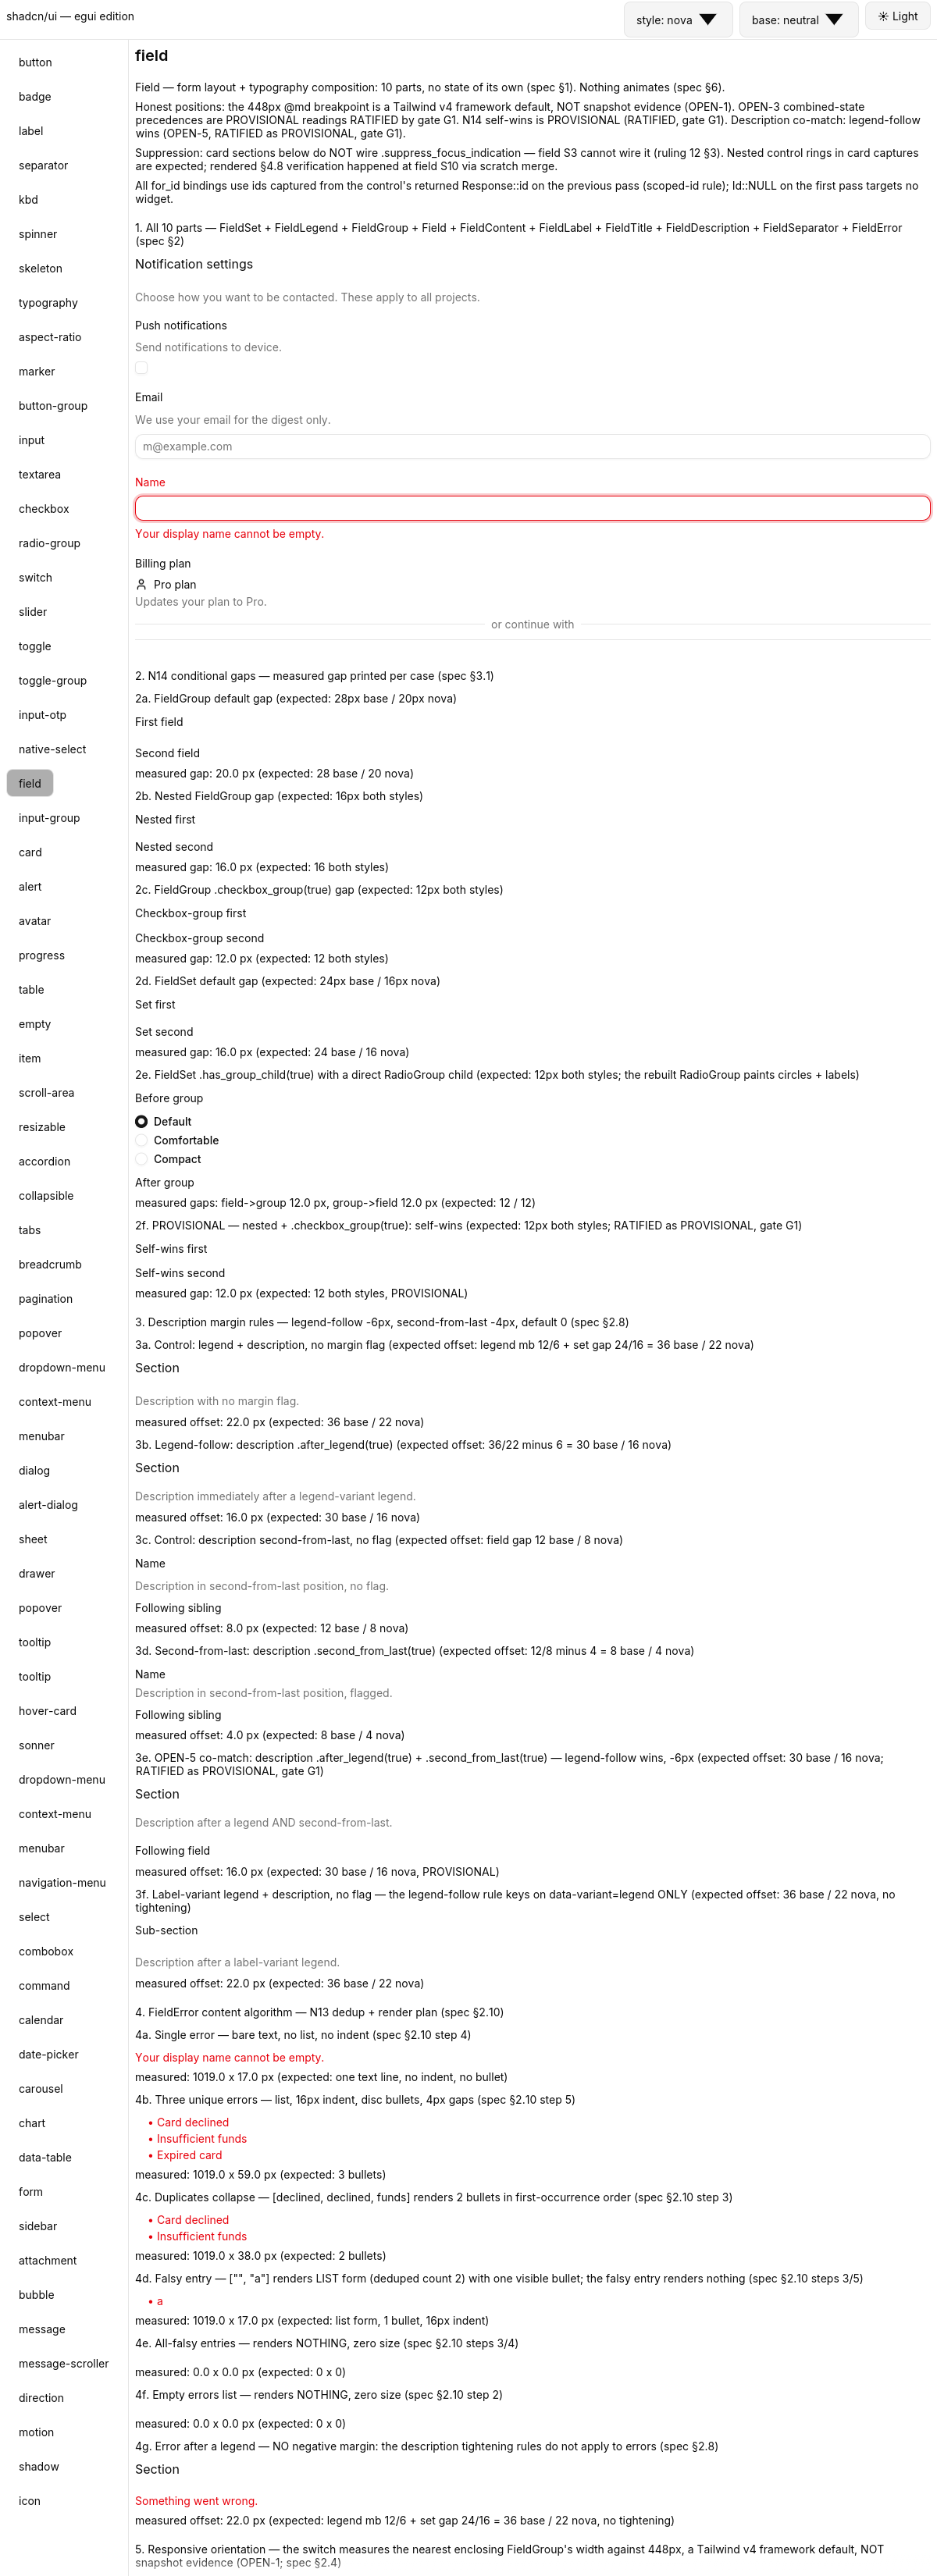 shadcn/ui — egui edition
style: nova
base: neutral
☀ Light
button
badge
label
separator
kbd
spinner
skeleton
typography
aspect-ratio
marker
button-group
input
textarea
checkbox
radio-group
switch
slider
toggle
toggle-group
input-otp
native-select
field
input-group
card
alert
avatar
progress
table
empty
item
scroll-area
resizable
accordion
collapsible
tabs
breadcrumb
pagination
popover
dropdown-menu
context-menu
menubar
dialog
alert-dialog
sheet
drawer
popover
tooltip
tooltip
hover-card
sonner
dropdown-menu
context-menu
menubar
navigation-menu
select
combobox
command
calendar
date-picker
carousel
chart
data-table
form
sidebar
attachment
bubble
message
message-scroller
direction
motion
shadow
icon
field
Field — form layout + typography composition: 10 parts, no state of its own (spec §1). Nothing animates (spec §6).
Honest positions: the 448px @md breakpoint is a Tailwind v4 framework default, NOT snapshot evidence (OPEN-1). OPEN-3 combined-state
precedences are PROVISIONAL readings RATIFIED by gate G1. N14 self-wins is PROVISIONAL (RATIFIED, gate G1). Description co-match: legend-follow
wins (OPEN-5, RATIFIED as PROVISIONAL, gate G1).
Suppression: card sections below do NOT wire .suppress_focus_indication — field S3 cannot wire it (ruling 12 §3). Nested control rings in card captures
are expected; rendered §4.8 verification happened at field S10 via scratch merge.
All for_id bindings use ids captured from the control's returned Response::id on the previous pass (scoped-id rule); Id::NULL on the first pass targets no
widget.
1. All 10 parts — FieldSet + FieldLegend + FieldGroup + Field + FieldContent + FieldLabel + FieldTitle + FieldDescription + FieldSeparator + FieldError
(spec §2)
Notification settings
Choose how you want to be contacted. These apply to all projects.
Push notifications
Send notifications to device.
Email
We use your email for the digest only.
m@example.com
Name
Your display name cannot be empty.
Billing plan
Pro plan
Updates your plan to Pro.
or continue with
2. N14 conditional gaps — measured gap printed per case (spec §3.1)
2a. FieldGroup default gap (expected: 28px base / 20px nova)
First field
Second field
measured gap: 20.0 px (expected: 28 base / 20 nova)
2b. Nested FieldGroup gap (expected: 16px both styles)
Nested first
Nested second
measured gap: 16.0 px (expected: 16 both styles)
2c. FieldGroup .checkbox_group(true) gap (expected: 12px both styles)
Checkbox-group first
Checkbox-group second
measured gap: 12.0 px (expected: 12 both styles)
2d. FieldSet default gap (expected: 24px base / 16px nova)
Set first
Set second
measured gap: 16.0 px (expected: 24 base / 16 nova)
2e. FieldSet .has_group_child(true) with a direct RadioGroup child (expected: 12px both styles; the rebuilt RadioGroup paints circles + labels)
Before group
Default
Comfortable
Compact
After group
measured gaps: field->group 12.0 px, group->field 12.0 px (expected: 12 / 12)
2f. PROVISIONAL — nested + .checkbox_group(true): self-wins (expected: 12px both styles; RATIFIED as PROVISIONAL, gate G1)
Self-wins first
Self-wins second
measured gap: 12.0 px (expected: 12 both styles, PROVISIONAL)
3. Description margin rules — legend-follow -6px, second-from-last -4px, default 0 (spec §2.8)
3a. Control: legend + description, no margin flag (expected offset: legend mb 12/6 + set gap 24/16 = 36 base / 22 nova)
Section
Description with no margin flag.
measured offset: 22.0 px (expected: 36 base / 22 nova)
3b. Legend-follow: description .after_legend(true) (expected offset: 36/22 minus 6 = 30 base / 16 nova)
Section
Description immediately after a legend-variant legend.
measured offset: 16.0 px (expected: 30 base / 16 nova)
3c. Control: description second-from-last, no flag (expected offset: field gap 12 base / 8 nova)
Name
Description in second-from-last position, no flag.
Following sibling
measured offset: 8.0 px (expected: 12 base / 8 nova)
3d. Second-from-last: description .second_from_last(true) (expected offset: 12/8 minus 4 = 8 base / 4 nova)
Name
Description in second-from-last position, flagged.
Following sibling
measured offset: 4.0 px (expected: 8 base / 4 nova)
3e. OPEN-5 co-match: description .after_legend(true) + .second_from_last(true) — legend-follow wins, -6px (expected offset: 30 base / 16 nova;
RATIFIED as PROVISIONAL, gate G1)
Section
Description after a legend AND second-from-last.
Following field
measured offset: 16.0 px (expected: 30 base / 16 nova, PROVISIONAL)
3f. Label-variant legend + description, no flag — the legend-follow rule keys on data-variant=legend ONLY (expected offset: 36 base / 22 nova, no
tightening)
Sub-section
Description after a label-variant legend.
measured offset: 22.0 px (expected: 36 base / 22 nova)
4. FieldError content algorithm — N13 dedup + render plan (spec §2.10)
4a. Single error — bare text, no list, no indent (spec §2.10 step 4)
Your display name cannot be empty.
measured: 1019.0 x 17.0 px (expected: one text line, no indent, no bullet)
4b. Three unique errors — list, 16px indent, disc bullets, 4px gaps (spec §2.10 step 5)
• Card declined
• Insufficient funds
• Expired card
measured: 1019.0 x 59.0 px (expected: 3 bullets)
4c. Duplicates collapse — [declined, declined, funds] renders 2 bullets in first-occurrence order (spec §2.10 step 3)
• Card declined
• Insufficient funds
measured: 1019.0 x 38.0 px (expected: 2 bullets)
4d. Falsy entry — ["", "a"] renders LIST form (deduped count 2) with one visible bullet; the falsy entry renders nothing (spec §2.10 steps 3/5)
• a
measured: 1019.0 x 17.0 px (expected: list form, 1 bullet, 16px indent)
4e. All-falsy entries — renders NOTHING, zero size (spec §2.10 steps 3/4)
measured: 0.0 x 0.0 px (expected: 0 x 0)
4f. Empty errors list — renders NOTHING, zero size (spec §2.10 step 2)
measured: 0.0 x 0.0 px (expected: 0 x 0)
4g. Error after a legend — NO negative margin: the description tightening rules do not apply to errors (spec §2.8)
Section
Something went wrong.
measured offset: 22.0 px (expected: legend mb 12/6 + set gap 24/16 = 36 base / 22 nova, no tightening)
5. Responsive orientation — the switch measures the nearest enclosing FieldGroup's width against 448px, a Tailwind v4 framework default, NOT
snapshot evidence (OPEN-1; spec §2.4)